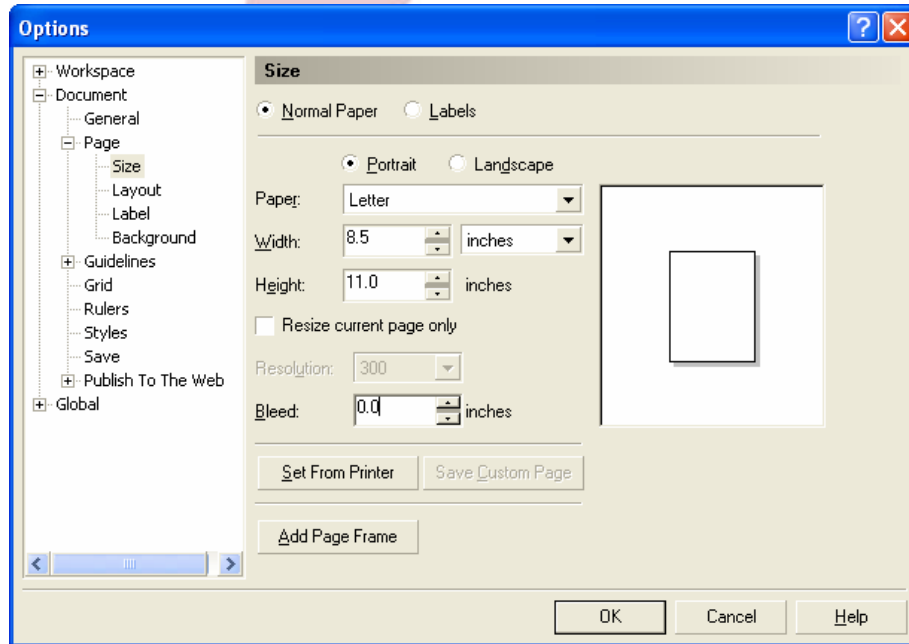 Options
Workspace
Document
General
Page
Size
Layout
Label
Background
Guidelines
Grid
Rulers
Styles
Save
Publish To The Web
Global
Size
Normal Paper Labels
Portrait Landscape
Paper: Letter
Width: 8.5 inches
Height: 11.0 inches
Resize current page only
Resolution: 300
Bleed: 0.0 inches
Set From Printer Save Custom Page
Add Page Frame
OK Cancel Help